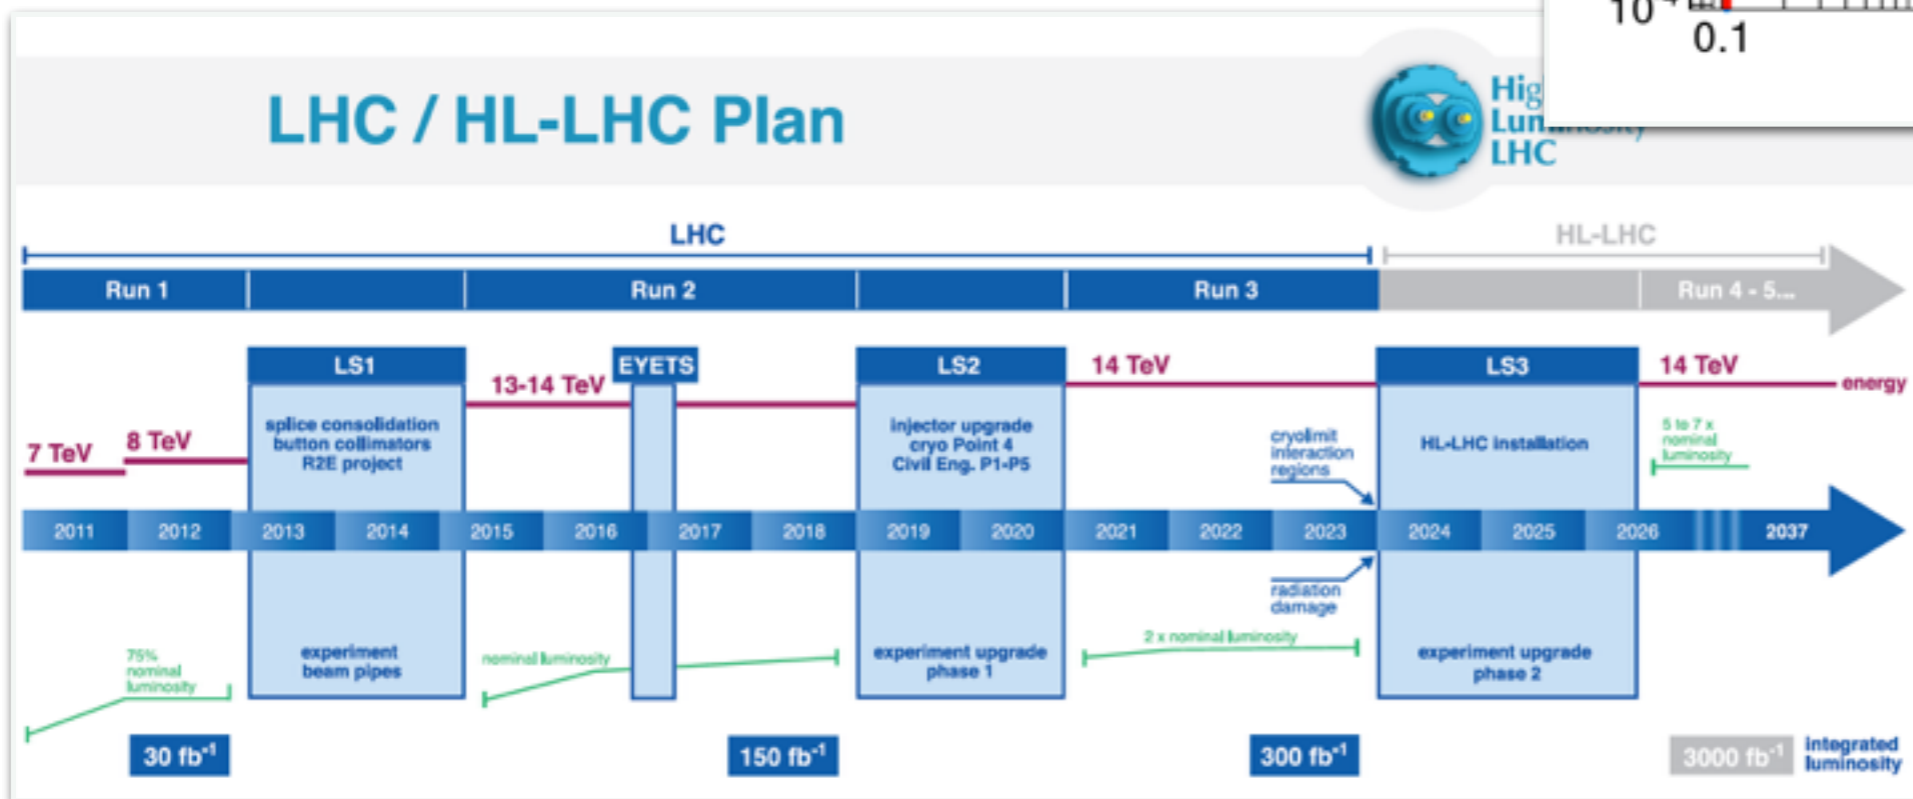 10⁻⁴
0.1
LHC / HL-LHC Plan
High
Luminosity
LHC
LHC
HL-LHC
Run 1
Run 2
Run 3
Run 4 - 5...
LS1
EYETS
LS2
LS3
13-14 TeV
14 TeV
14 TeV
energy
7 TeV
8 TeV
splice consolidation
button collimators
R2E project
injector upgrade
cryo Point 4
Civil Eng. P1-P5
cryolimit
interaction
regions
HL-LHC installation
5 to 7 x
nominal
luminosity
2011
2012
2013
2014
2015
2016
2017
2018
2019
2020
2021
2022
2023
2024
2025
2026
2037
radiation
damage
75%
nominal
luminosity
experiment
beam pipes
nominal luminosity
experiment upgrade
phase 1
2 x nominal luminosity
experiment upgrade
phase 2
30 fb⁻¹
150 fb⁻¹
300 fb⁻¹
3000 fb⁻¹
integrated
luminosity